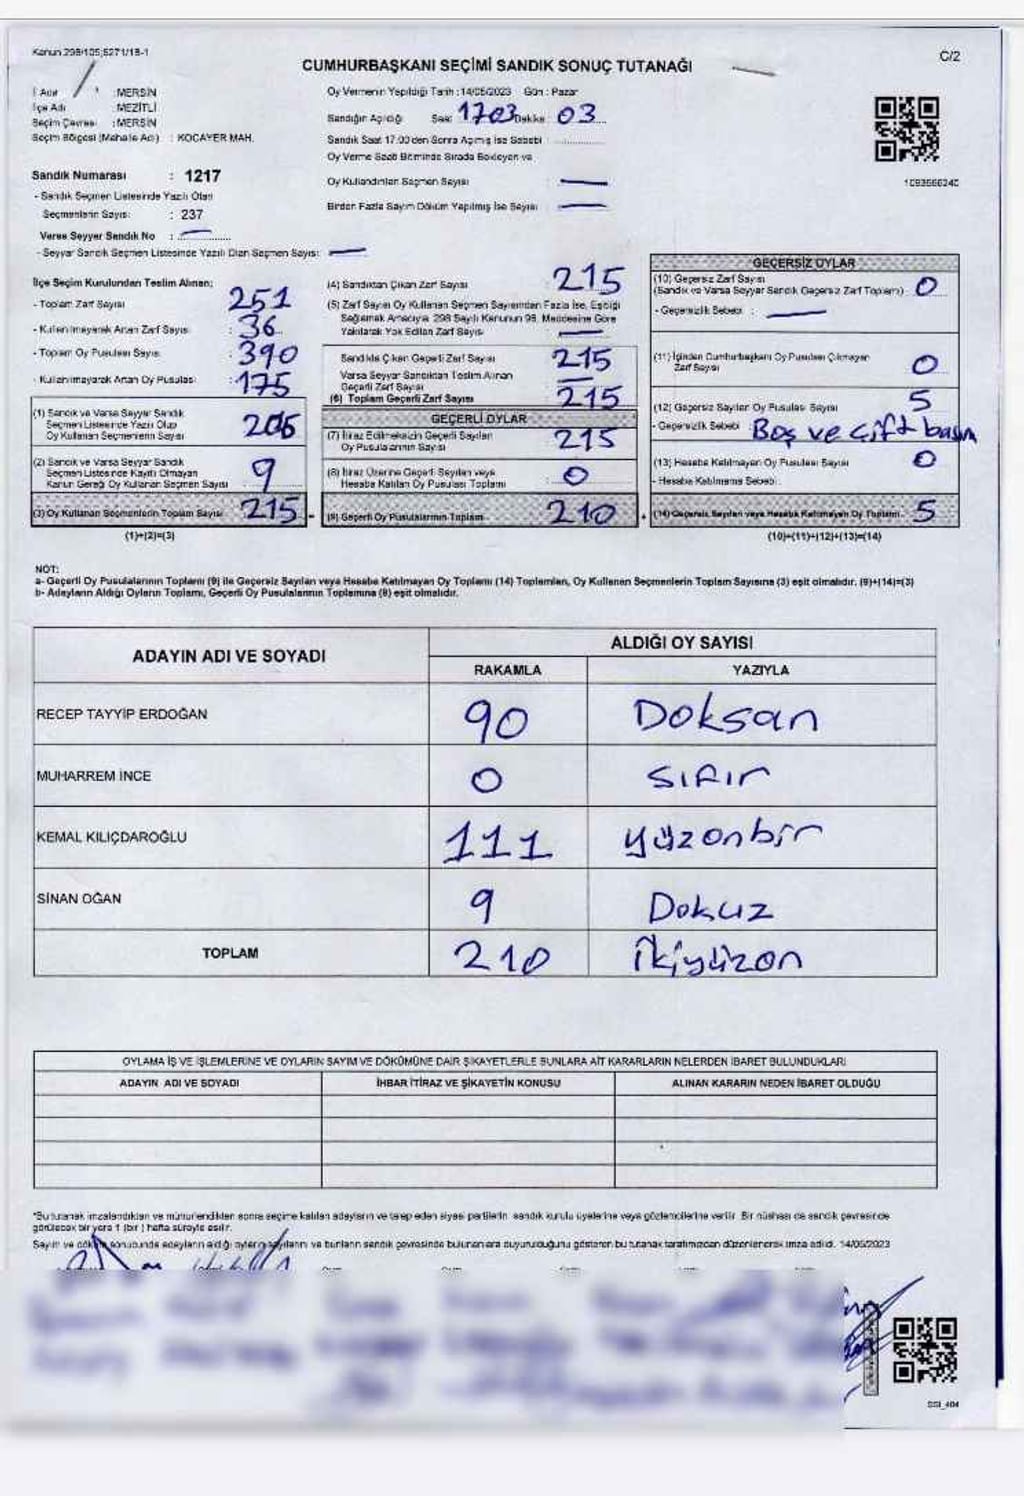 Kanun 298/105;5271/18-1
C/2
CUMHURBAŞKANI SEÇİMİ SANDIK SONUÇ TUTANAĞI
İl Adı : MERSİN
İlçe Adı : MEZİTLİ
Seçim Çevresi : MERSİN
Seçim Bölgesi (Mahalle Adı) : KOCAYER MAH.
Sandık Numarası : 1217
- Sandık Seçmen Listesinde Yazılı Olan
Seçmenlerin Sayısı : 237
Varsa Seyyar Sandık No :
- Seyyar Sandık Seçmen Listesinde Yazılı Olan Seçmen Sayısı :
Oy Vermenin Yapıldığı Tarih : 14/05/2023 Gün : Pazar
Sandığın Açıldığı Saat : 1703 Dakika : 03
Sandık Saat 17.00'den Sonra Açılmış İse Sebebi :
Oy Verme Saati Bitiminde Sırada Bekleyen ve
Oy Kullandırılan Seçmen Sayısı :
Birden Fazla Sayım Döküm Yapılmış İse Sayısı :
1093566240
İlçe Seçim Kurulundan Teslim Alınan;
- Toplam Zarf Sayısı : 251
- Kullanılmayarak Artan Zarf Sayısı : 36
- Toplam Oy Pusulası Sayısı : 390
- Kullanılmayarak Artan Oy Pusulası : 175
(1) Sandık ve Varsa Seyyar Sandık
Seçmen Listesinde Yazılı Olup
Oy Kullanan Seçmenlerin Sayısı : 206
(2) Sandık ve Varsa Seyyar Sandık
Seçmen Listesinde Kayıtlı Olmayan
Kanun Gereği Oy Kullanan Seçmen Sayısı : 9
(3) Oy Kullanan Seçmenlerin Toplam Sayısı 215
(1)+(2)=(3)
(4) Sandıktan Çıkan Zarf Sayısı : 215
(5) Zarf Sayısı Oy Kullanan Seçmen Sayısından Fazla İse, Eşitliği
Sağlamak Amacıyla 298 Sayılı Kanunun 98. Maddesine Göre
Yakılarak Yok Edilen Zarf Sayısı :
Sandıkta Çıkan Geçerli Zarf Sayısı 215
Varsa Seyyar Sandıktan Teslim Alınan
Geçerli Zarf Sayısı
(6) Toplam Geçerli Zarf Sayısı 215
GEÇERLİ OYLAR
(7) İtiraz Edilmeksizin Geçerli Sayılan
Oy Pusulalarının Sayısı : 215
(8) İtiraz Üzerine Geçerli Sayılan veya
Hesaba Katılan Oy Pusulası Toplamı : 0
(9) Geçerli Oy Pusulalarının Toplamı 210
GEÇERSİZ OYLAR
(10) Geçersiz Zarf Sayısı
(Sandık ve Varsa Seyyar Sandık Geçersiz Zarf Toplamı) : 0
- Geçersizlik Sebebi :
(11) İçinden Cumhurbaşkanı Oy Pusulası Çıkmayan
Zarf Sayısı 0
(12) Geçersiz Sayılan Oy Pusulası Sayısı 5
- Geçersizlik Sebebi : Boş ve çift basım
(13) Hesaba Katılmayan Oy Pusulası Sayısı 0
- Hesaba Katılmama Sebebi :
(14) Geçersiz Sayılan veya Hesaba Katılmayan Oy Toplamı 5
(10)+(11)+(12)+(13)=(14)
NOT:
a- Geçerli Oy Pusulalarının Toplamı (9) ile Geçersiz Sayılan veya Hesaba Katılmayan Oy Toplamı (14) Toplamları, Oy Kullanan Seçmenlerin Toplam Sayısına (3) eşit olmalıdır. (9)+(14)=(3)
b- Adayların Aldığı Oyların Toplamı, Geçerli Oy Pusulalarının Toplamına (9) eşit olmalıdır.
ADAYIN ADI VE SOYADI
ALDIĞI OY SAYISI
RAKAMLA YAZIYLA
RECEP TAYYİP ERDOĞAN 90 Doksan
MUHARREM İNCE 0 Sıfır
KEMAL KILIÇDAROĞLU 111 yüzonbir
SİNAN OĞAN 9 Dokuz
TOPLAM 210 İkiyüzon
OYLAMA İŞ VE İŞLEMLERİNE VE OYLARIN SAYIM VE DÖKÜMÜNE DAİR ŞİKAYETLERLE BUNLARA AİT KARARLARIN NELERDEN İBARET BULUNDUKLARI
ADAYIN ADI VE SOYADI İHBAR İTİRAZ VE ŞİKAYETİN KONUSU ALINAN KARARIN NEDEN İBARET OLDUĞU
*Bu tutanak imzalandıktan ve mühürlendikten sonra seçime katılan adayların ve talep eden siyasi partilerin sandık kurulu üyelerine veya gözlemcilerine verilir. Bir nüshası da sandık çevresinde
görülecek bir yere 1 (bir) hafta süreyle asılır.
Sayım ve döküm sonucunda adayların aldığı oyların sayılarını ve bunların sandık çevresinde bulunanlara duyurulduğunu gösteren bu tutanak tarafımızdan düzenlenerek imza edildi. 14/05/2023